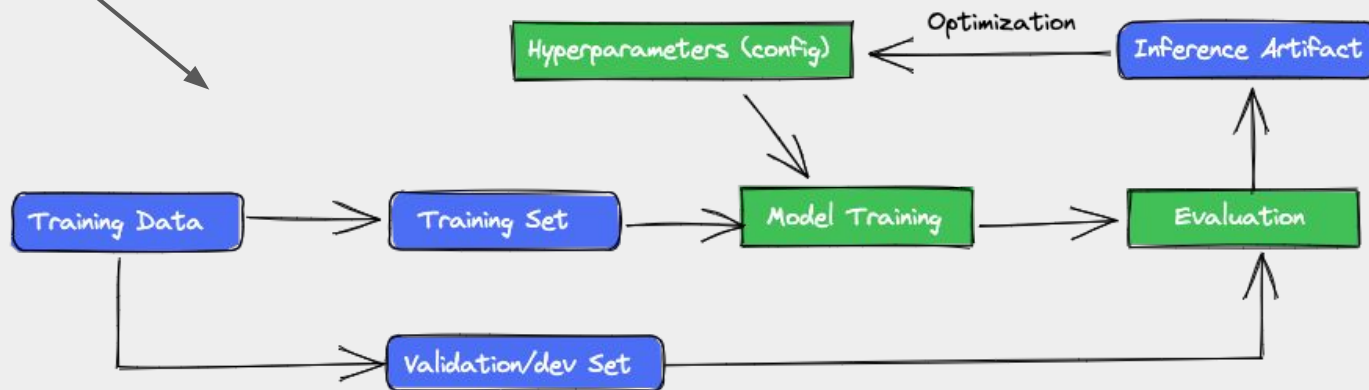 Optimization
Hyperparameters (config)
Inference Artifact
Training Data
Training Set
Model Training
Evaluation
Validation/dev Set